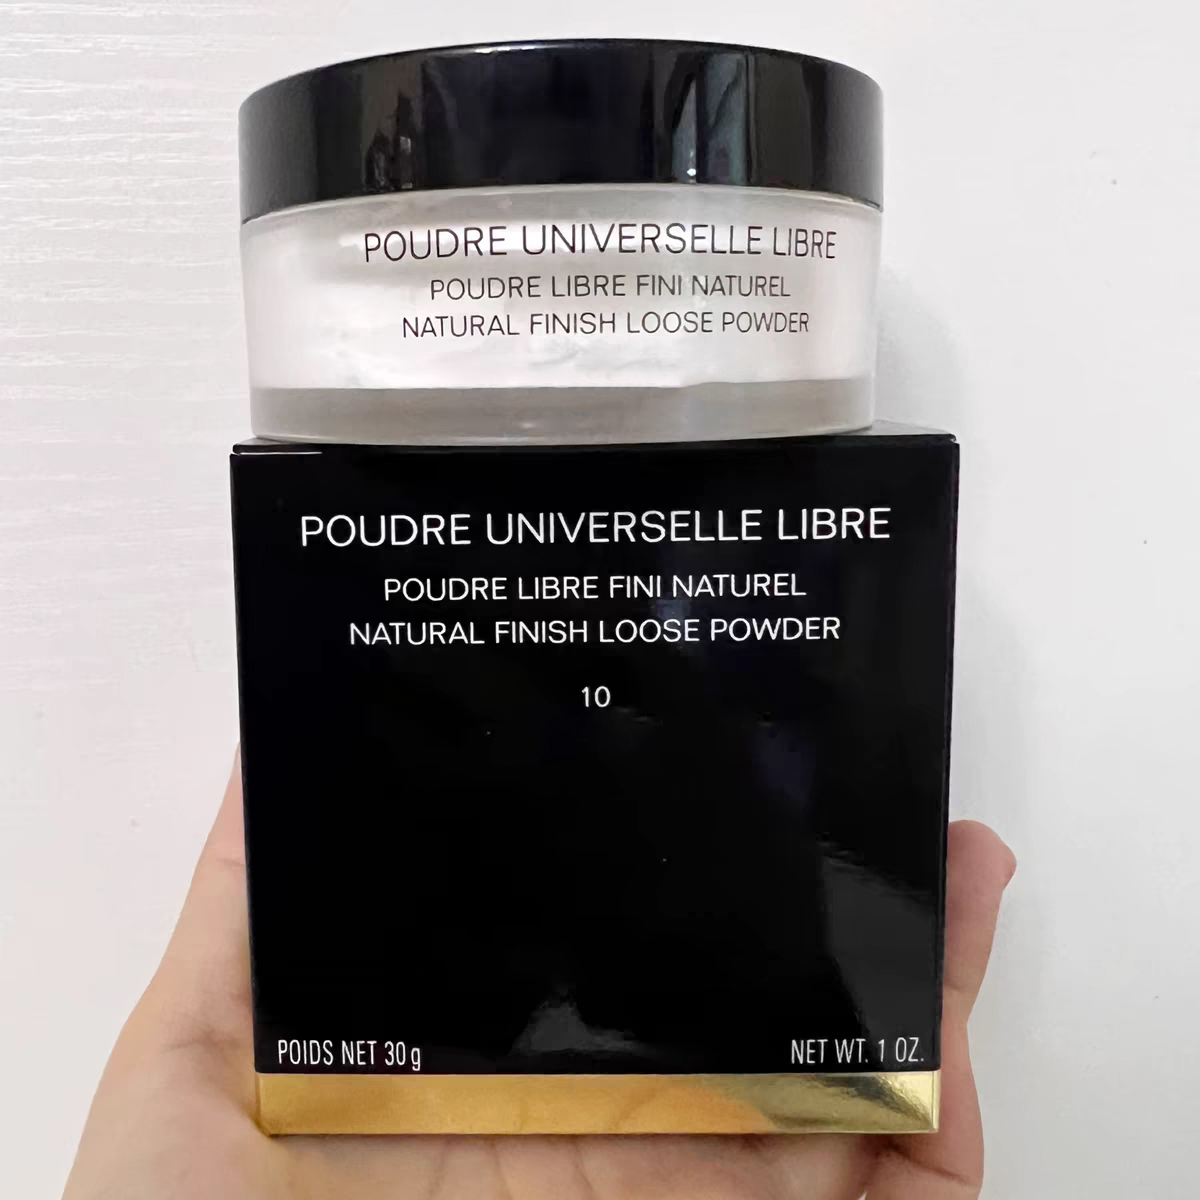 POUDRE UNIVERSELLE LIBRE
POUDRE LIBRE FINI NATUREL
NATURAL FINISH LOOSE POWDER
POUDRE UNIVERSELLE LIBRE
POUDRE LIBRE FINI NATUREL
NATURAL FINISH LOOSE POWDER
10
POIDS NET 30 g NET WT. 1 OZ.